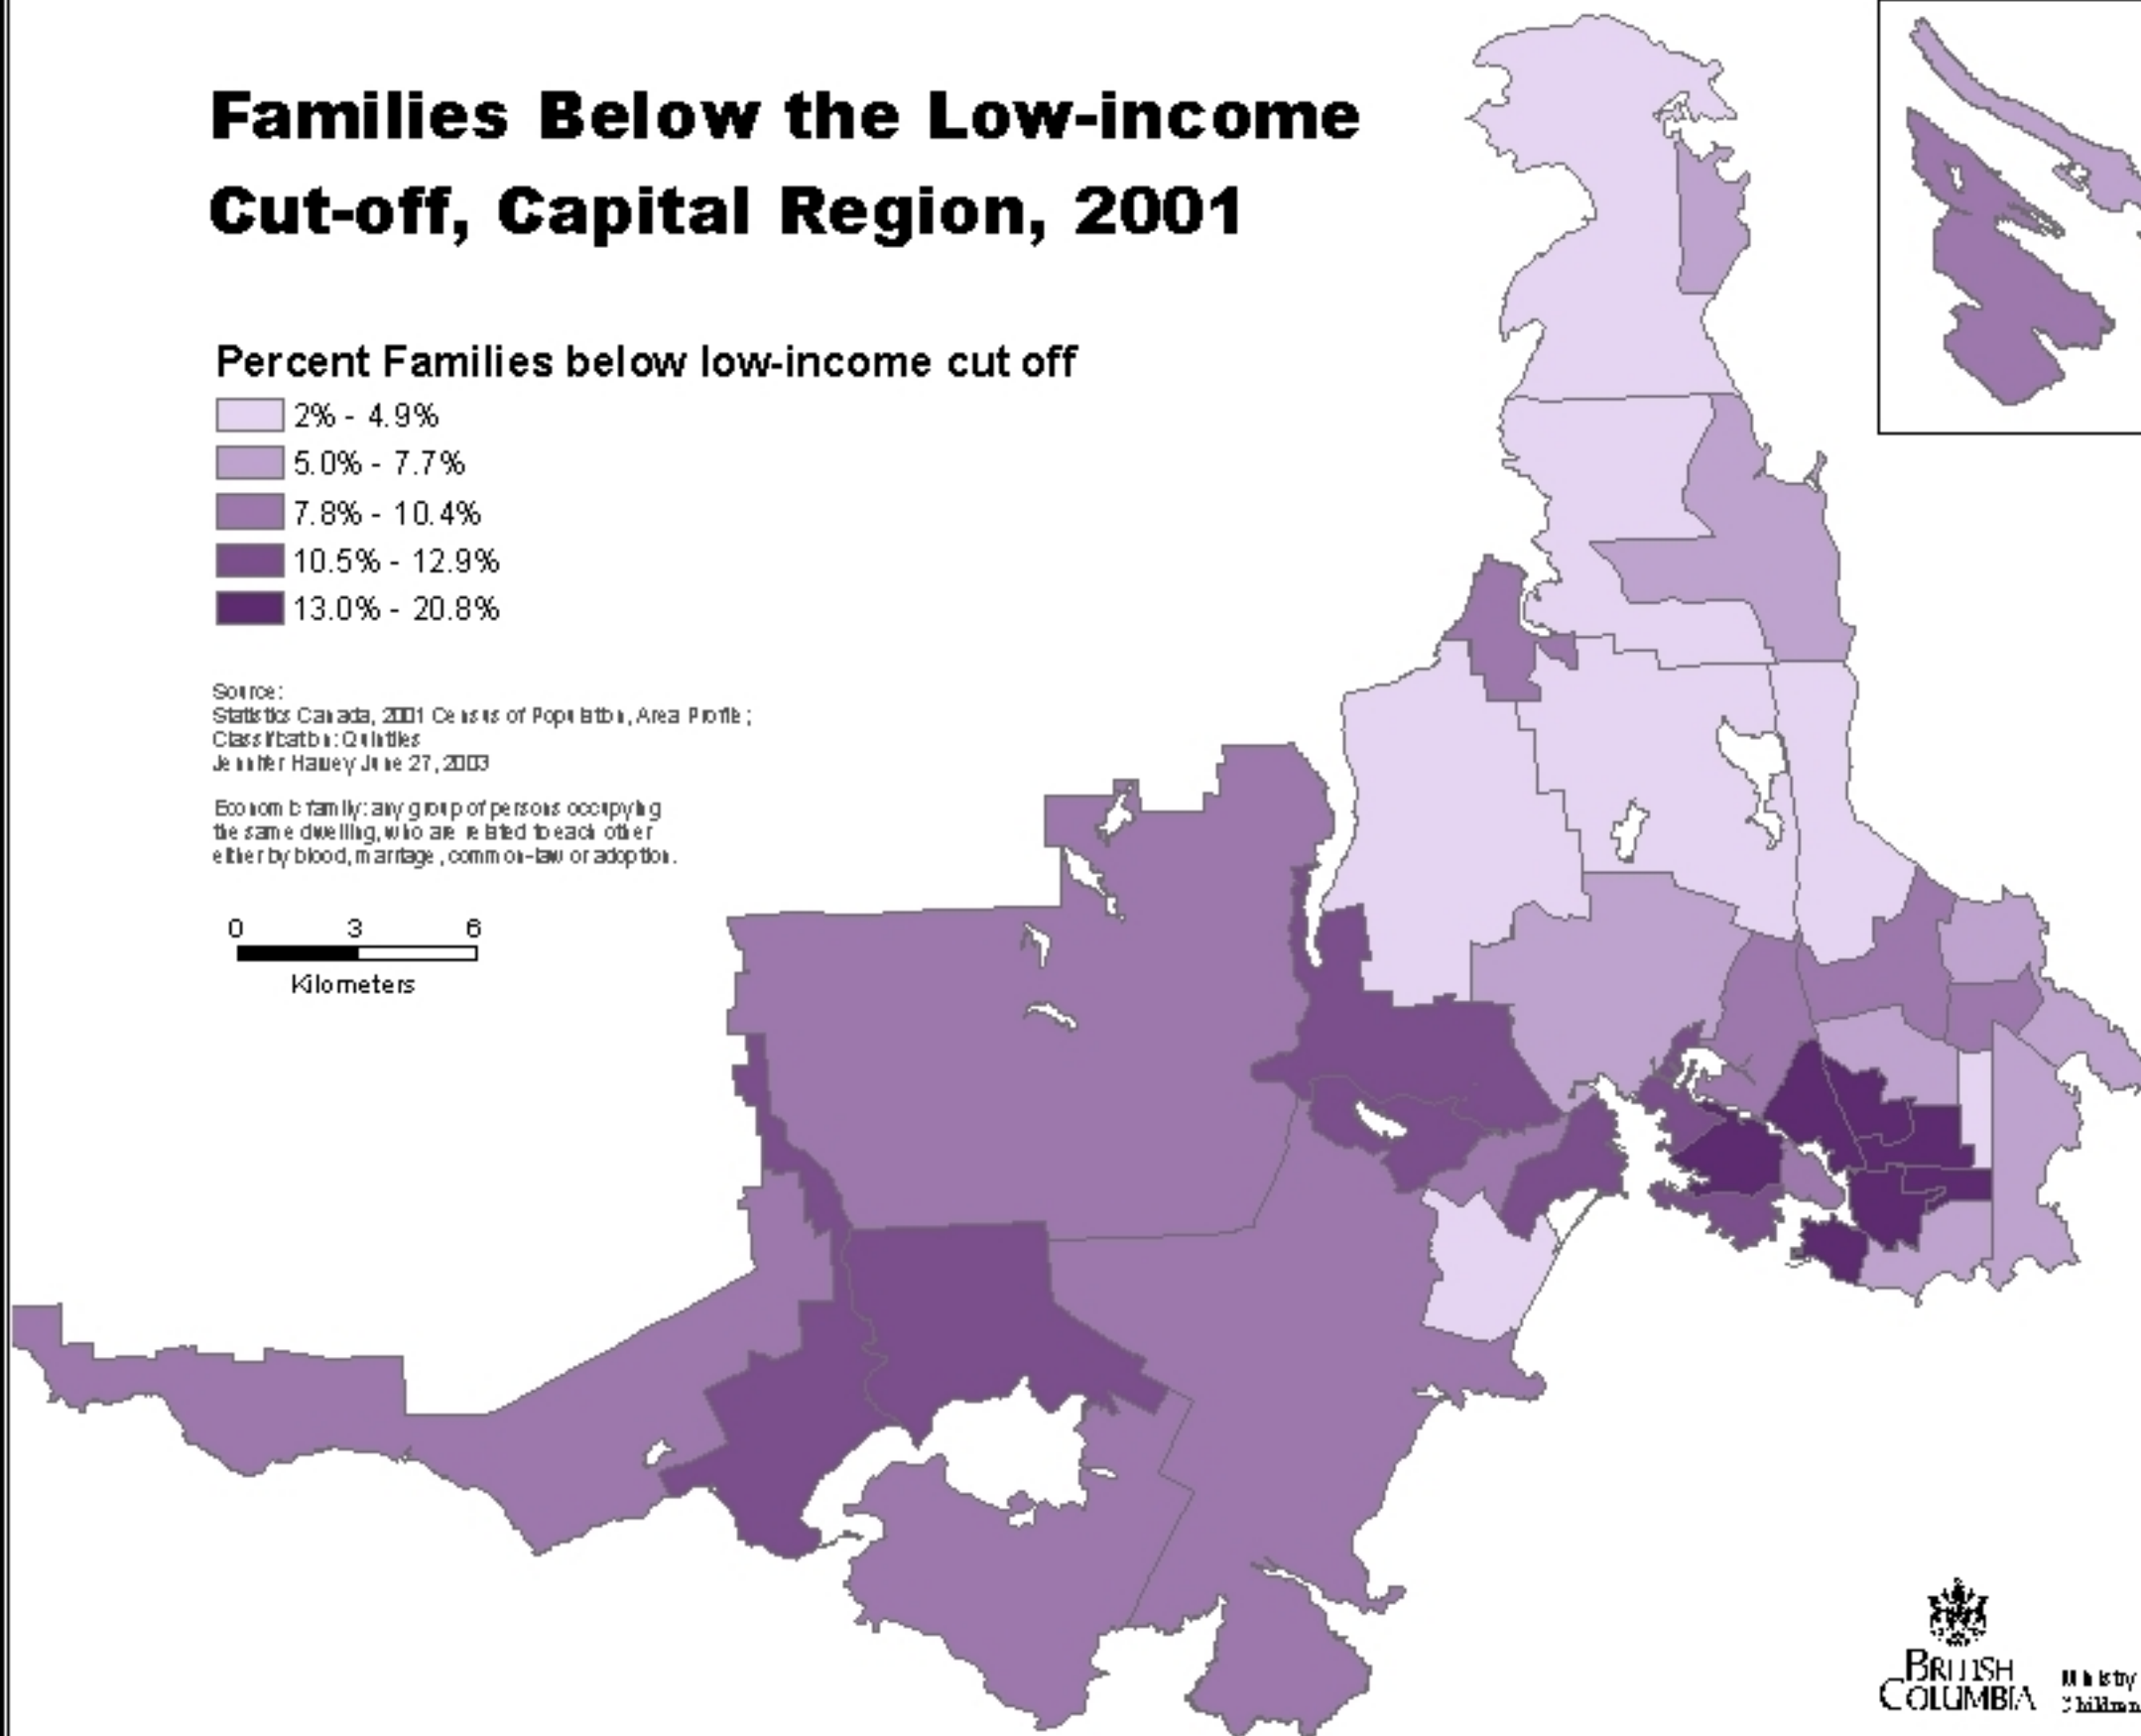 Families Below the Low-income
Cut-off, Capital Region, 2001
Percent Families below low-income cut off
2% - 4.9%
5.0% - 7.7%
7.8% - 10.4%
10.5% - 12.9%
13.0% - 20.8%
Source:
Statistics Canada, 2001 Census of Population, Area Profile;
Classification: Quintiles
Jennifer June 27, 2003
Economic family: any group of persons occupying
the same dwelling, who are related to each other
either by blood, marriage, common-law or adoption.
0 3 6
Kilometers
BRITISH
COLUMBIA
Ministry
Children